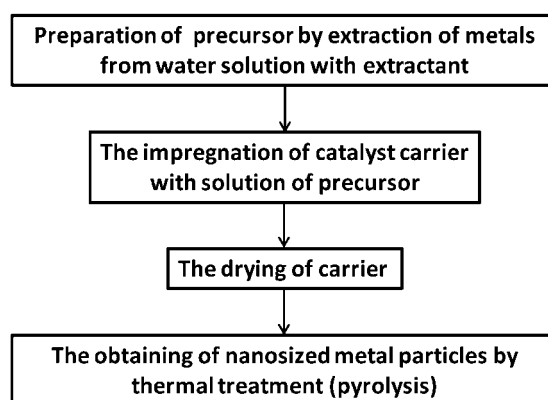 Preparation of precursor by extraction of metals
from water solution with extractant
The impregnation of catalyst carrier
with solution of precursor
The drying of carrier
The obtaining of nanosized metal particles by
thermal treatment (pyrolysis)